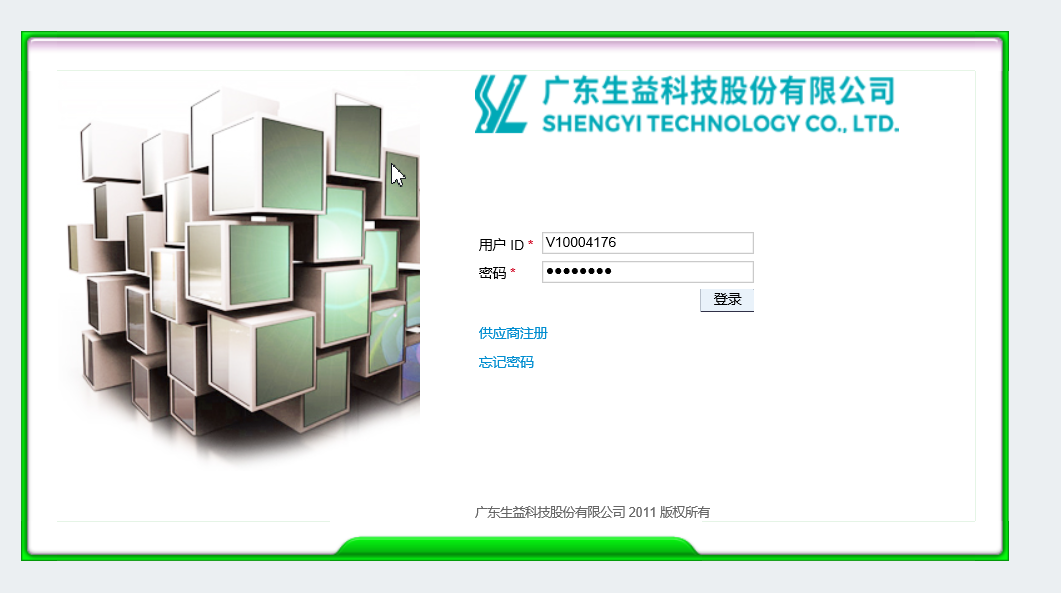 广东生益科技股份有限公司
SHENGYI TECHNOLOGY CO., LTD.
用户 ID * V10004176
密码 * ••••••••
登录
供应商注册
忘记密码
广东生益科技股份有限公司 2011 版权所有